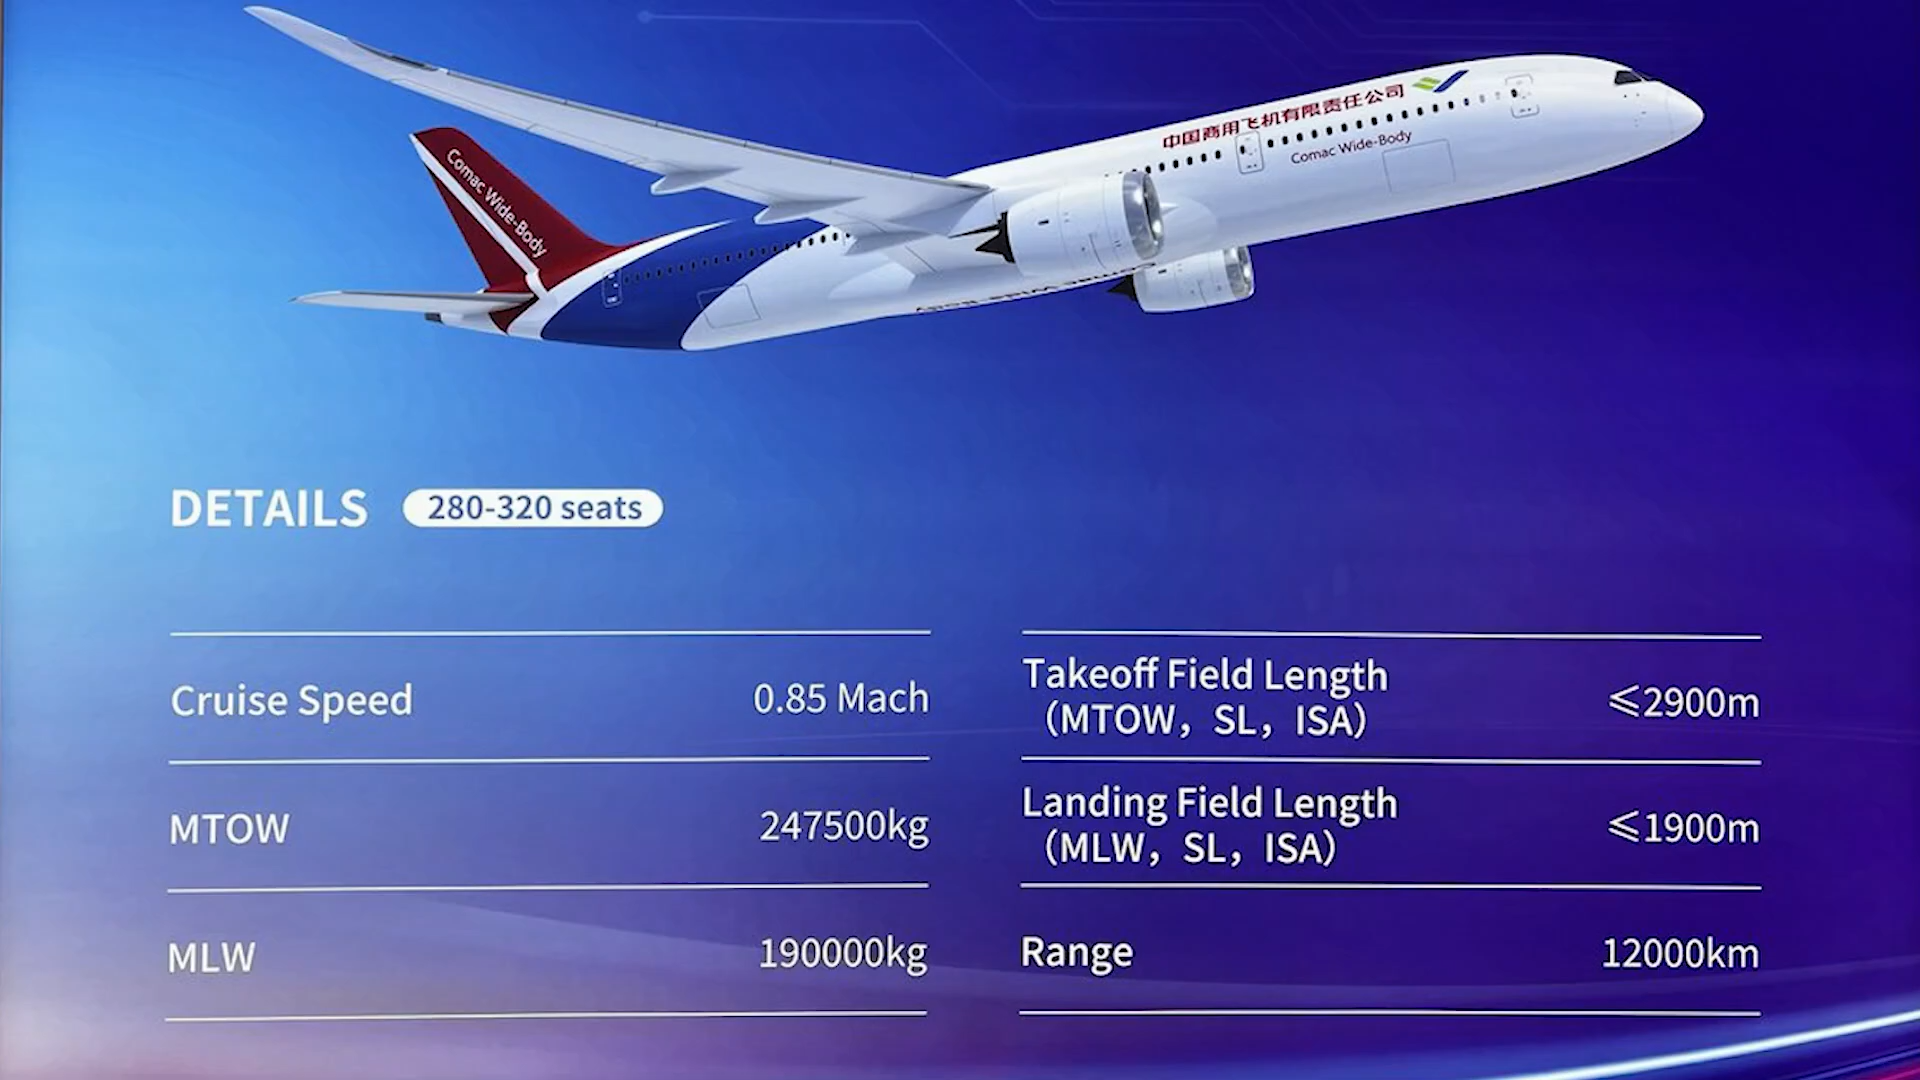 中国商用飞机有限责任公司
Comac Wide-Body
Comac Wide-Body
DETAILS 280-320 seats
Cruise Speed 0.85 Mach
MTOW 247500kg
MLW 190000kg
Takeoff Field Length
（MTOW，SL，ISA） ⩽2900m
Landing Field Length
（MLW，SL，ISA） ⩽1900m
Range 12000km